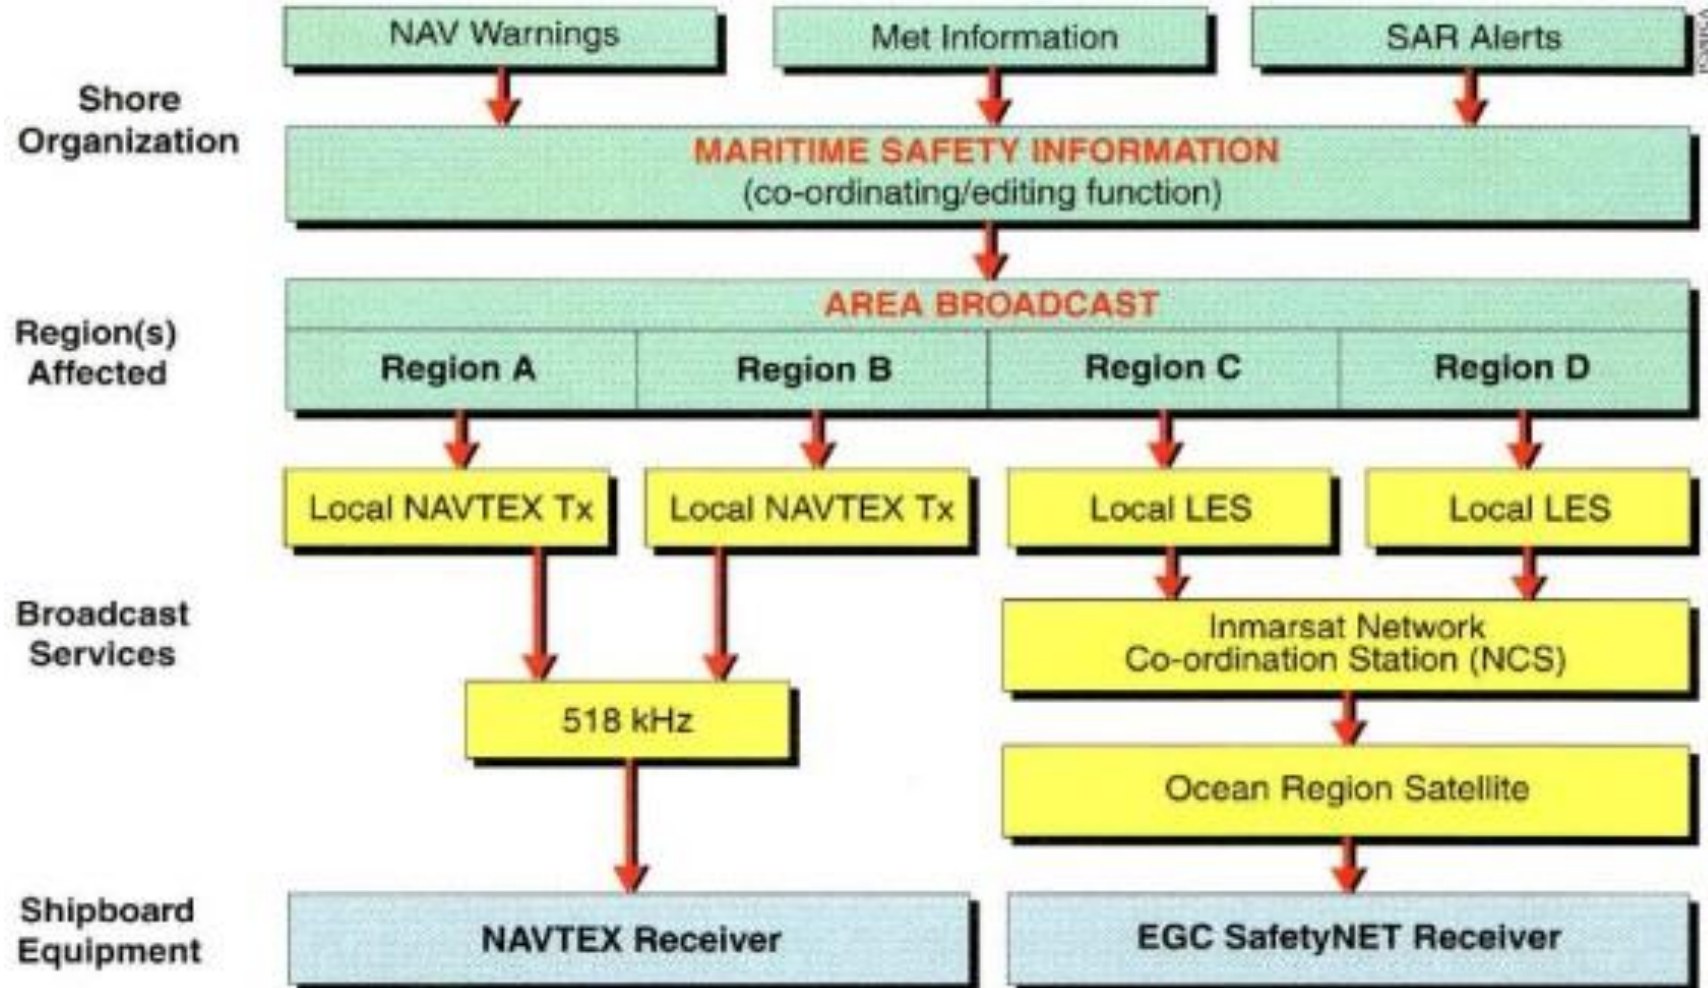 NAV Warnings
Met Information
SAR Alerts
Shore
Organization
MARITIME SAFETY INFORMATION
(co-ordinating/editing function)
AREA BROADCAST
Region(s)
Affected
Region A
Region B
Region C
Region D
Local NAVTEX Tx
Local NAVTEX Tx
Local LES
Local LES
Broadcast
Services
Inmarsat Network
Co-ordination Station (NCS)
518 kHz
Ocean Region Satellite
Shipboard
Equipment
NAVTEX Receiver
EGC SafetyNET Receiver